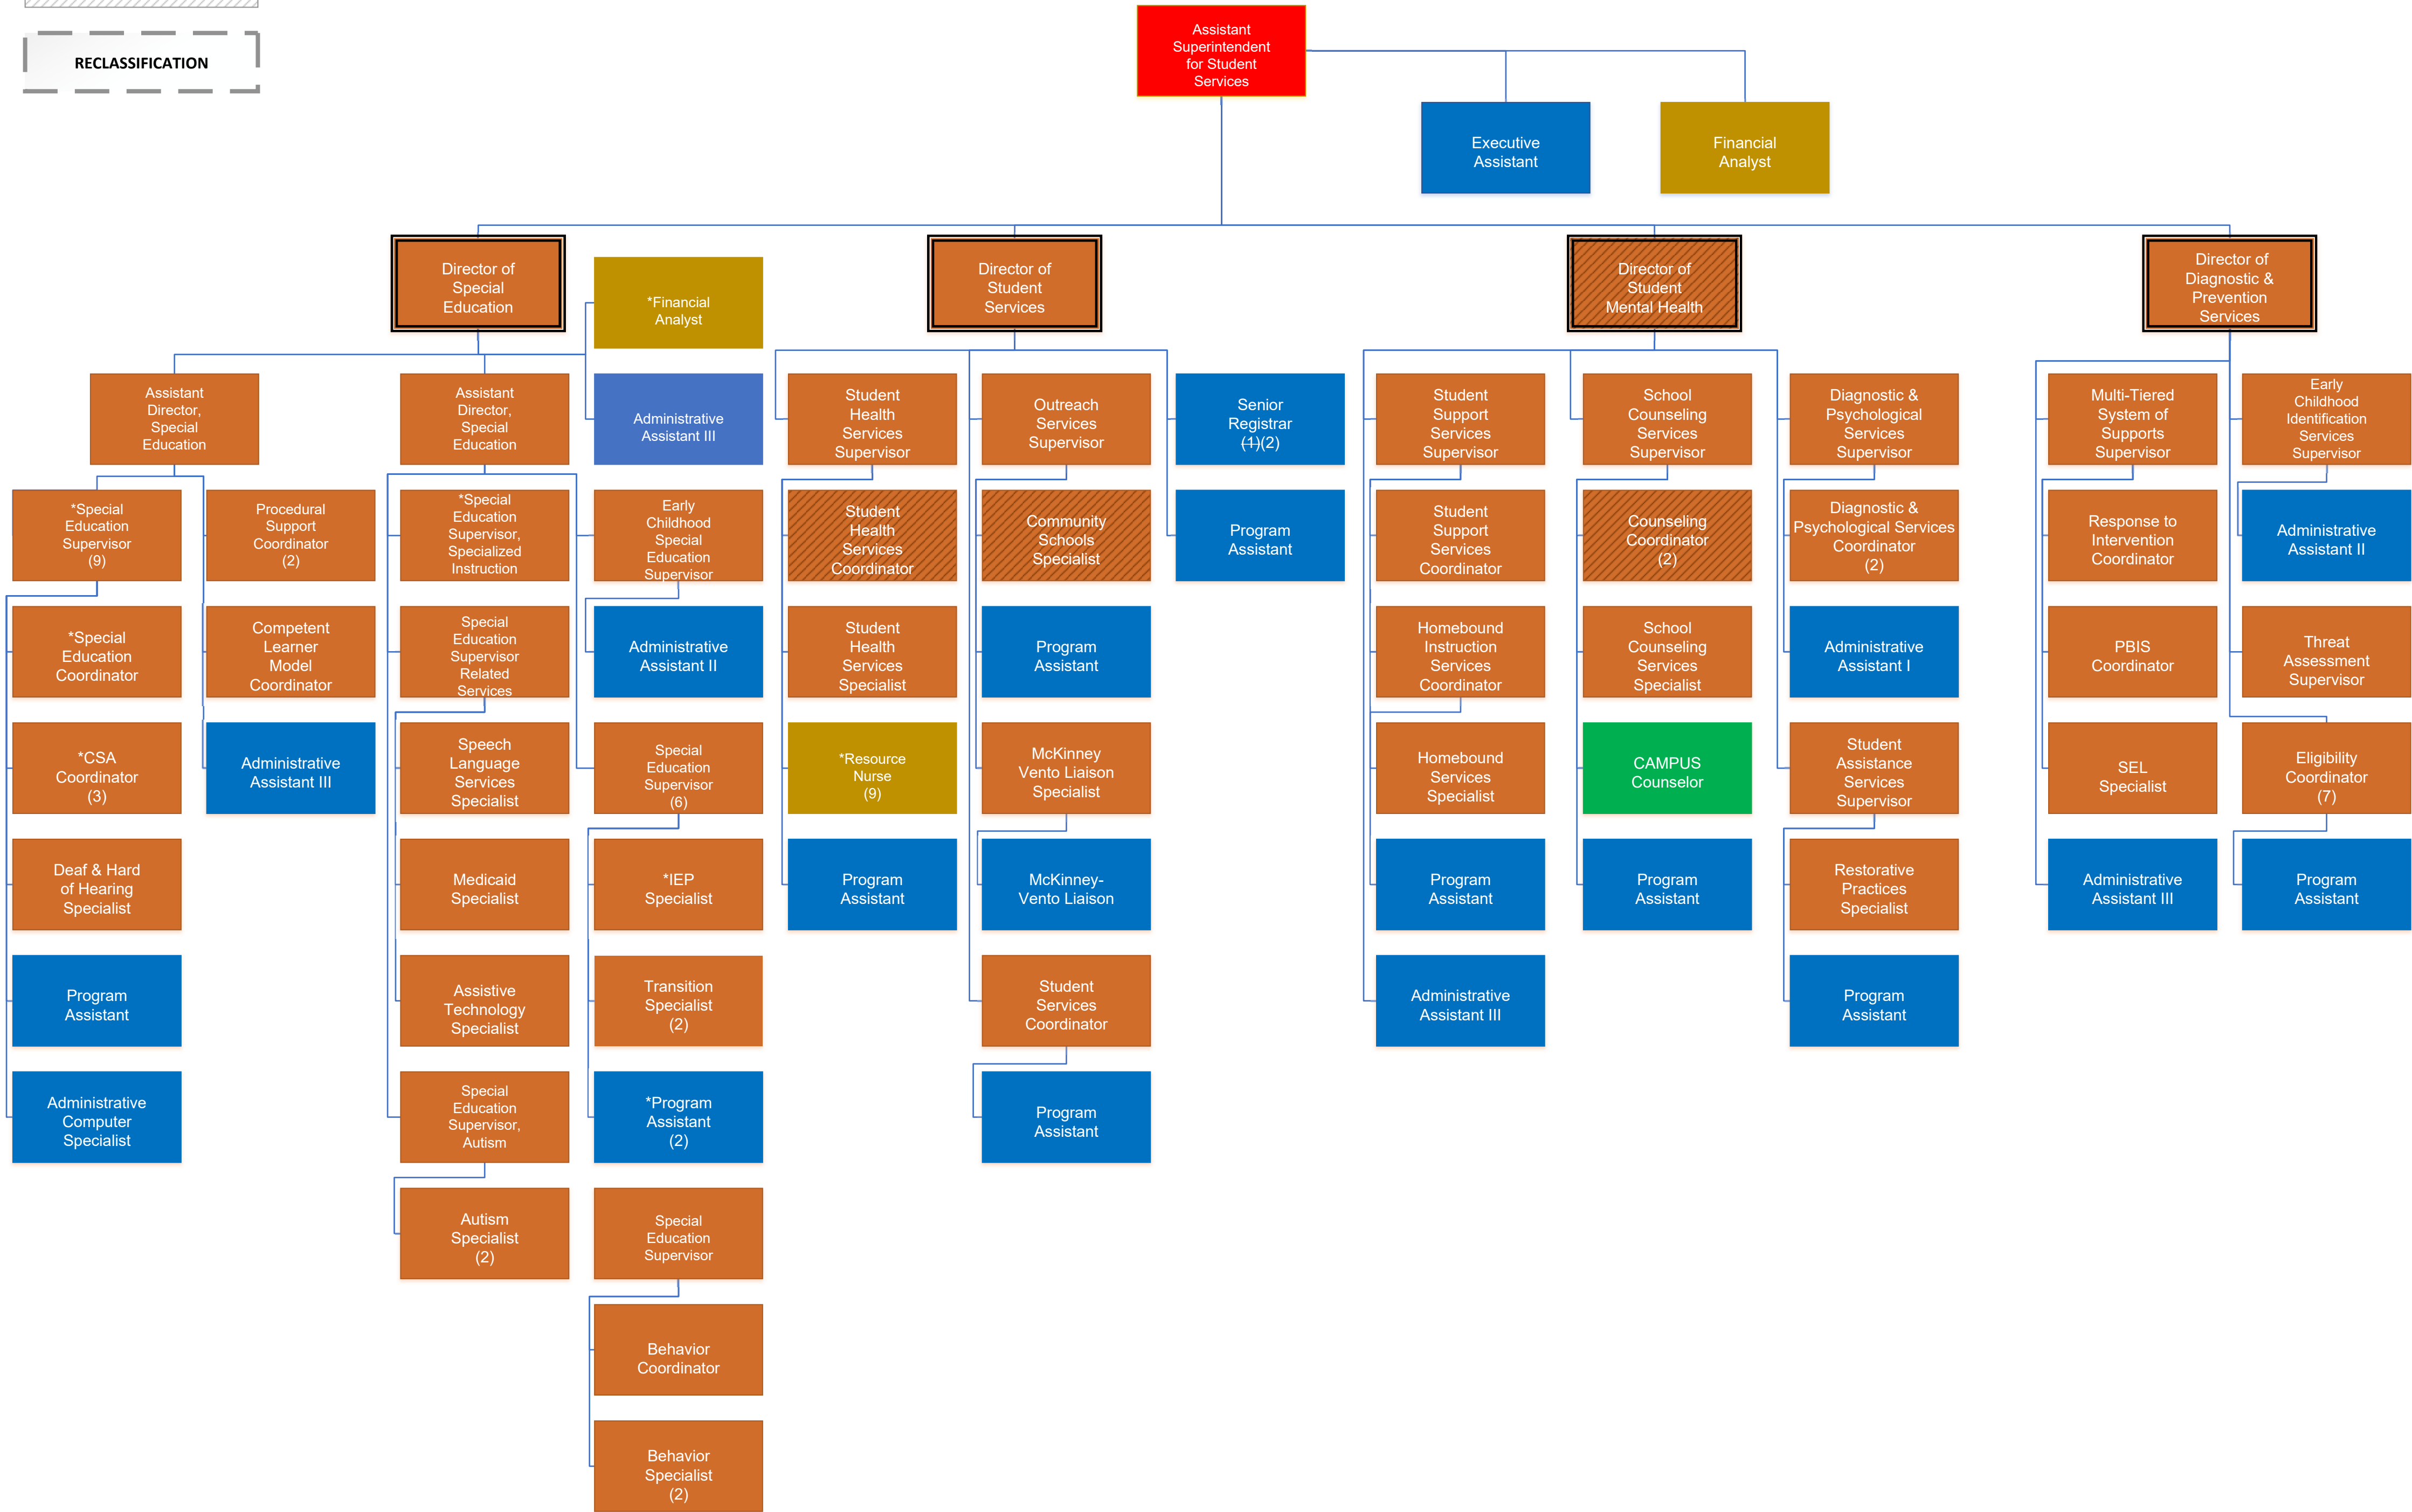 RECLASSIFICATION
Assistant
Superintendent
for Student
Services
Executive
Assistant
Financial
Analyst
Director of
Special
Education
*Financial
Analyst
Director of
Student
Services
Director of
Student
Mental Health
Director of
Diagnostic &
Prevention
Services
Assistant
Director,
Special
Education
Assistant
Director,
Special
Education
Administrative
Assistant III
Student
Health
Services
Supervisor
Outreach
Services
Supervisor
Senior
Registrar
(1)(2)
Student
Support
Services
Supervisor
School
Counseling
Services
Supervisor
Diagnostic &
Psychological
Services
Supervisor
Multi-Tiered
System of
Supports
Supervisor
Early
Childhood
Identification
Services
Supervisor
*Special
Education
Supervisor
(9)
Procedural
Support
Coordinator
(2)
*Special
Education
Supervisor,
Specialized
Instruction
Early
Childhood
Special
Education
Supervisor
Student
Health
Services
Coordinator
Community
Schools
Specialist
Program
Assistant
Student
Support
Services
Coordinator
Counseling
Coordinator
(2)
Diagnostic &
Psychological Services
Coordinator
(2)
Response to
Intervention
Coordinator
Administrative
Assistant II
*Special
Education
Coordinator
Competent
Learner
Model
Coordinator
Special
Education
Supervisor
Related
Services
Administrative
Assistant II
Student
Health
Services
Specialist
Program
Assistant
Homebound
Instruction
Services
Coordinator
School
Counseling
Services
Specialist
Administrative
Assistant I
PBIS
Coordinator
Threat
Assessment
Supervisor
*CSA
Coordinator
(3)
Administrative
Assistant III
Speech
Language
Services
Specialist
Special
Education
Supervisor
(6)
*Resource
Nurse
(9)
McKinney
Vento Liaison
Specialist
Homebound
Services
Specialist
CAMPUS
Counselor
Student
Assistance
Services
Supervisor
SEL
Specialist
Eligibility
Coordinator
(7)
Deaf & Hard
of Hearing
Specialist
Medicaid
Specialist
*IEP
Specialist
Program
Assistant
McKinney-
Vento Liaison
Program
Assistant
Program
Assistant
Restorative
Practices
Specialist
Administrative
Assistant III
Program
Assistant
Program
Assistant
Assistive
Technology
Specialist
Transition
Specialist
(2)
Student
Services
Coordinator
Administrative
Assistant III
Program
Assistant
Administrative
Computer
Specialist
Special
Education
Supervisor,
Autism
*Program
Assistant
(2)
Program
Assistant
Autism
Specialist
(2)
Special
Education
Supervisor
Behavior
Coordinator
Behavior
Specialist
(2)